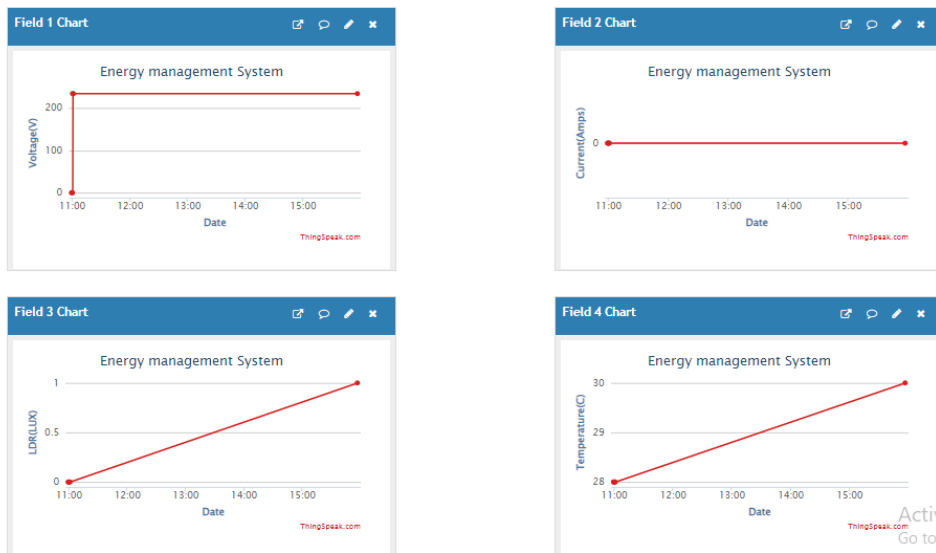 Field 1 Chart
Energy management System
Voltage(V)
200
100
0
11:00 12:00 13:00 14:00 15:00
Date
ThingSpeak.com
Field 2 Chart
Energy management System
Current(Amps)
0
11:00 12:00 13:00 14:00 15:00
Date
ThingSpeak.com
Field 3 Chart
Energy management System
LDR(LUX)
1
0.5
0
11:00 12:00 13:00 14:00 15:00
Date
ThingSpeak.com
Field 4 Chart
Energy management System
Temperature(C)
30
29
28
11:00 12:00 13:00 14:00 15:00
Date
ThingSpeak.com
Activ
Go to